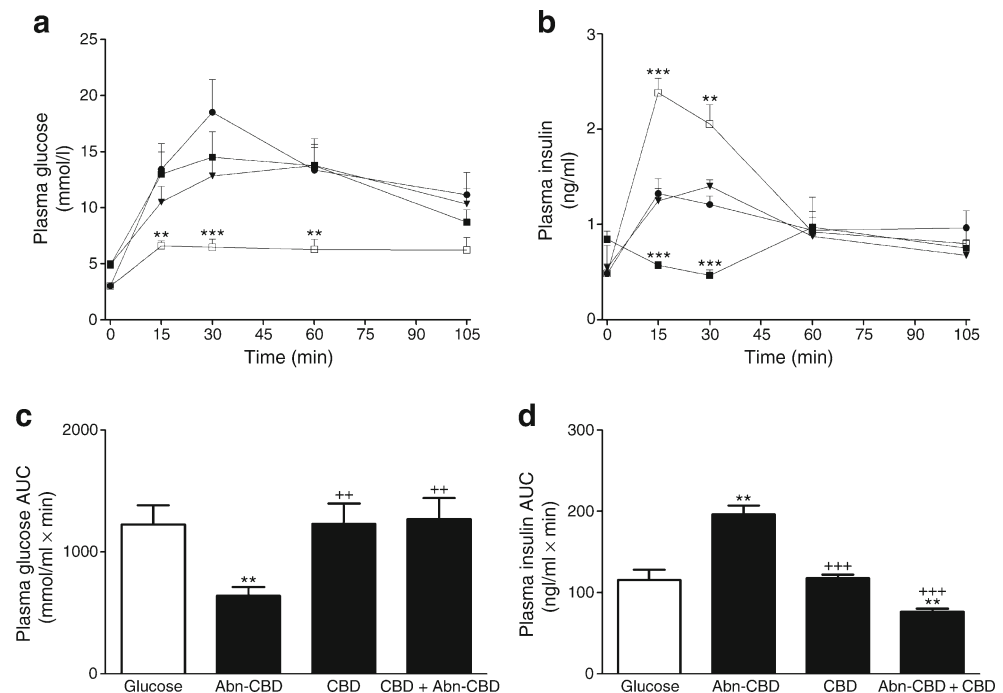 a
25
20
15
10
5
0
Plasma glucose
(mmol/l)
**
***
**
0 15 30 45 60 75 90 105
Time (min)
b
3
2
1
0
Plasma insulin
(ng/ml)
***
**
***
***
0 15 30 45 60 75 90 105
Time (min)
c
2000
1000
0
Plasma glucose AUC
(mmol/ml × min)
**
++
++
Glucose Abn-CBD CBD CBD + Abn-CBD
d
300
200
100
0
Plasma insulin AUC
(ngl/ml × min)
**
+++
+++
**
Glucose Abn-CBD CBD Abn-CBD + CBD